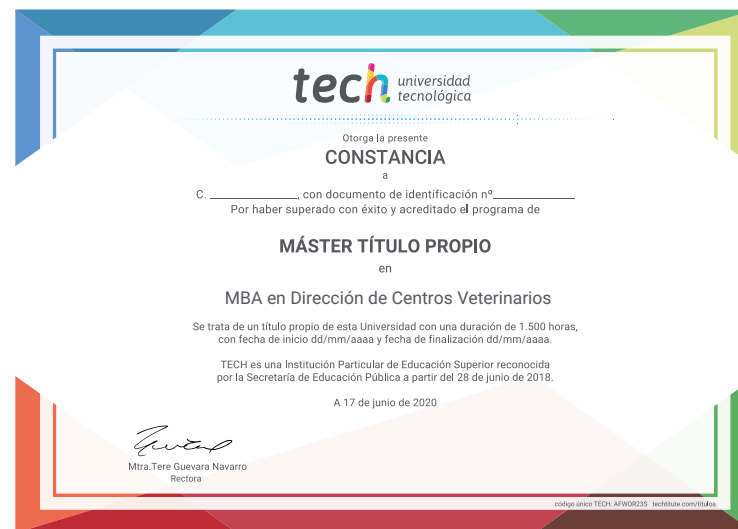 tech universidad
tecnológica
Otorga la presente
CONSTANCIA
a
C. ______________, con documento de identificación nº______________
Por haber superado con éxito y acreditado el programa de
MÁSTER TÍTULO PROPIO
en
MBA en Dirección de Centros Veterinarios
Se trata de un título propio de esta Universidad con una duración de 1.500 horas,
con fecha de inicio dd/mm/aaaa y fecha de finalización dd/mm/aaaa.
TECH es una Institución Particular de Educación Superior reconocida
por la Secretaría de Educación Pública a partir del 28 de junio de 2018.
A 17 de junio de 2020
Mtra.Tere Guevara Navarro
Rectora
código único TECH: AFWOR23S techtitute.com/títulos